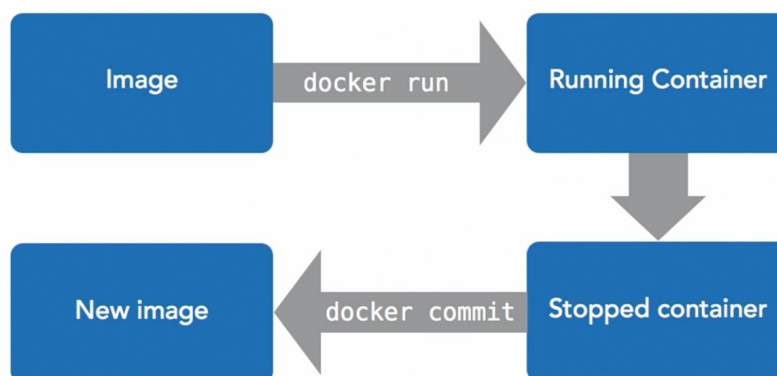 Image
docker run
Running Container
New image
docker commit
Stopped container